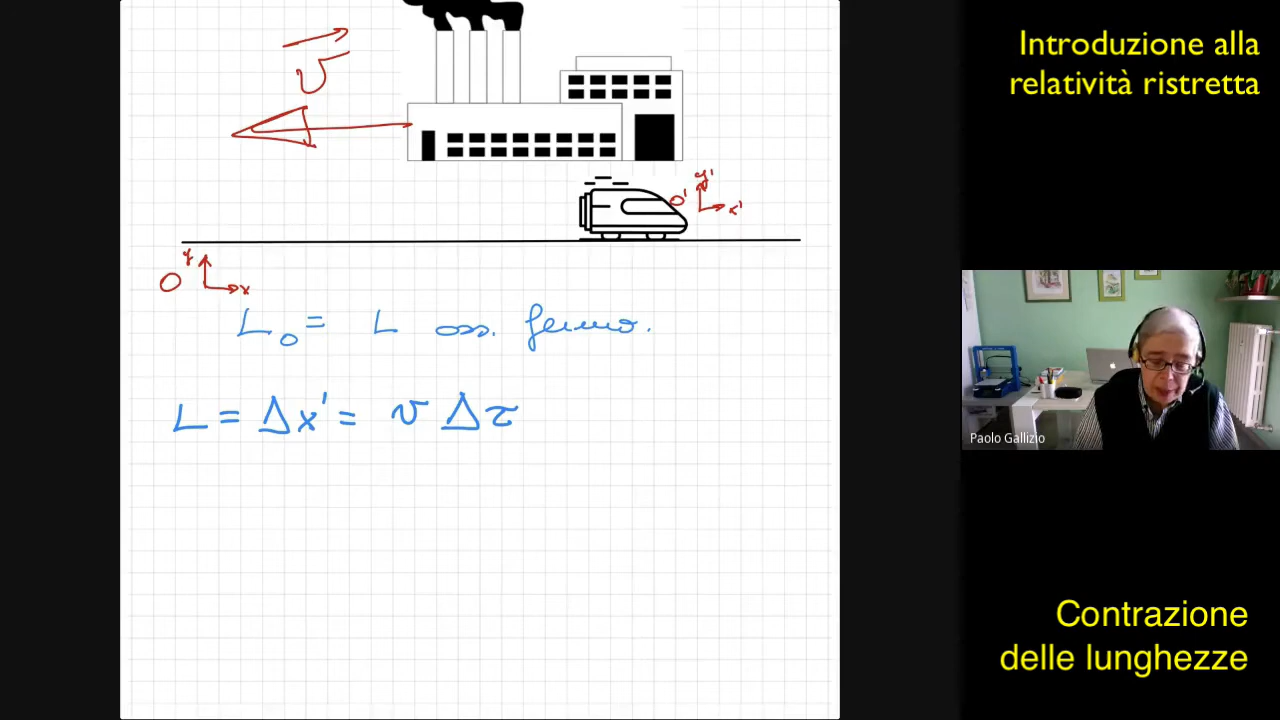 Introduzione alla
relatività ristretta
v
y'
O'
x'
y
O
x
L₀ = L oss. fermo.
L = Δx' = v Δτ
Paolo Gallizio
Contrazione
delle lunghezze